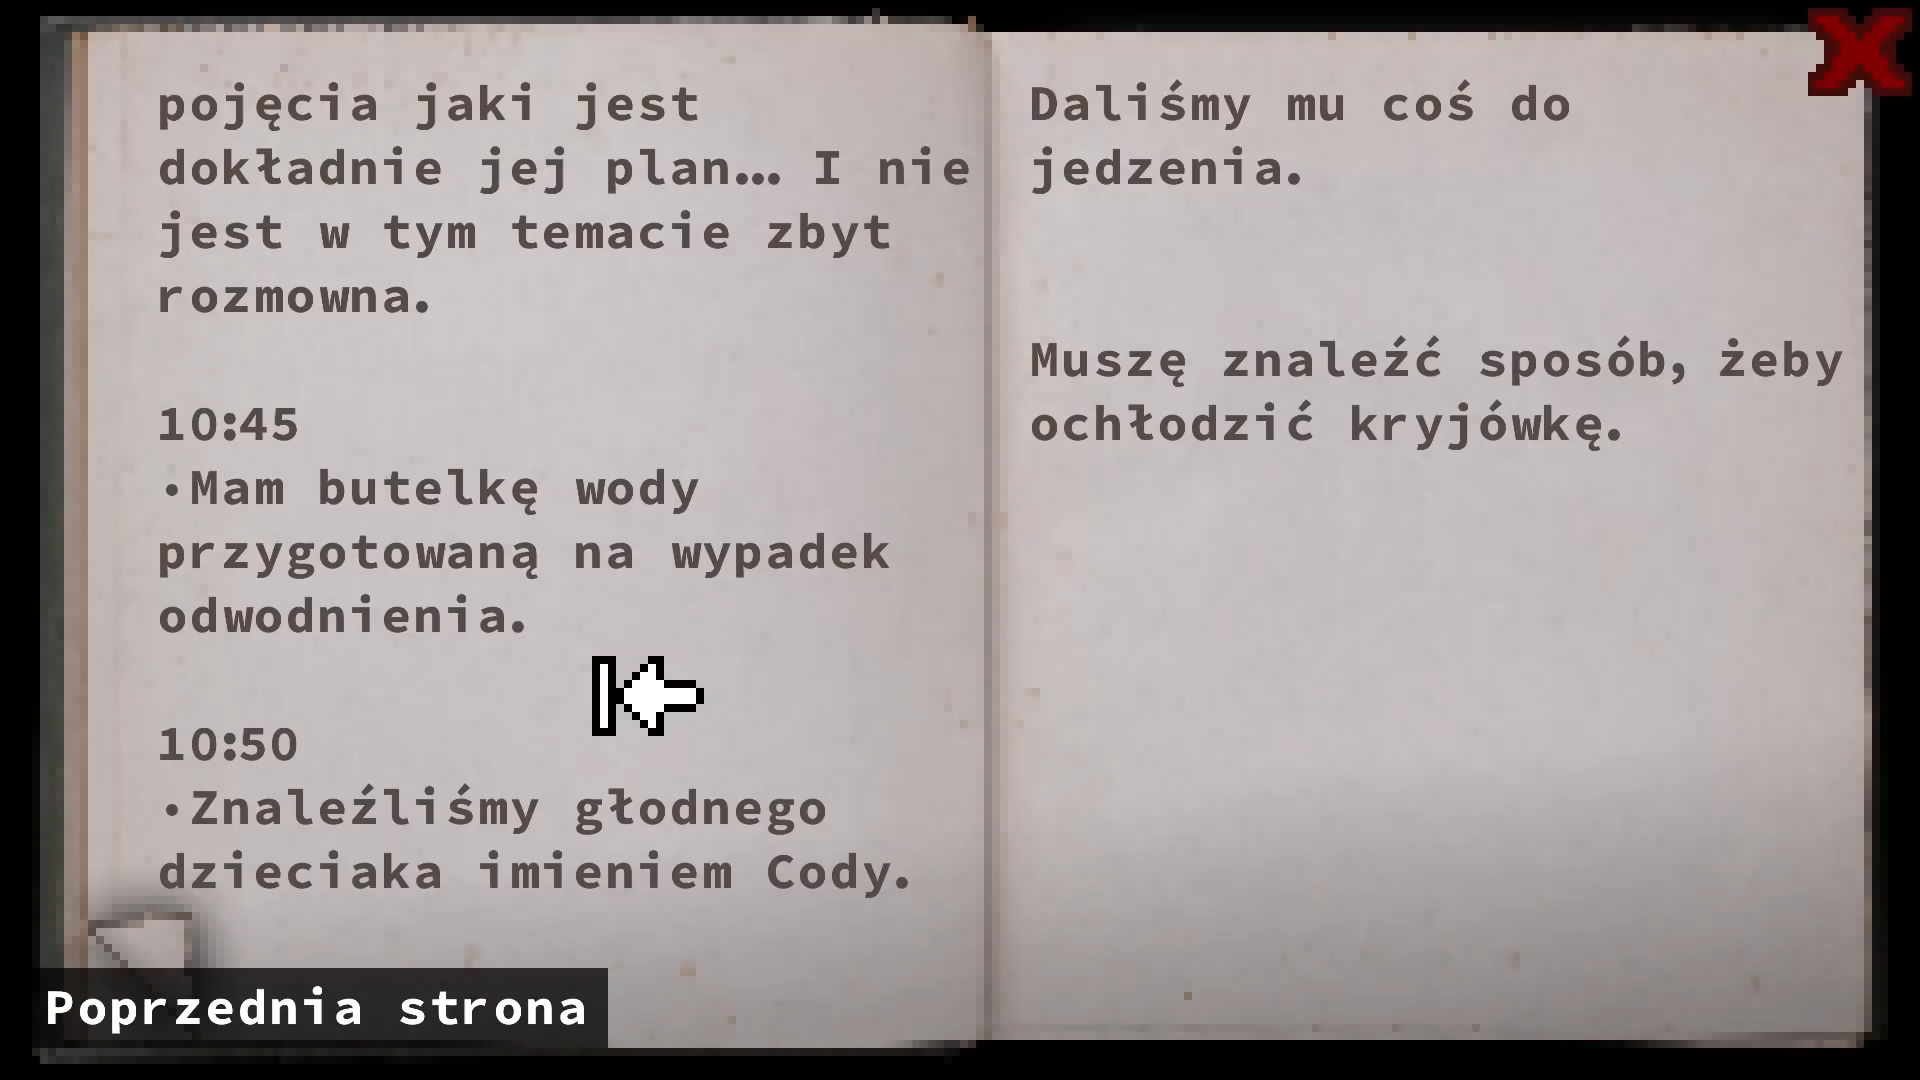 pojęcia jaki jest
dokładnie jej plan… I nie
jest w tym temacie zbyt
rozmowna.
10:45
•Mam butelkę wody
przygotowaną na wypadek
odwodnienia.
10:50
•Znaleźliśmy głodnego
dzieciaka imieniem Cody.
Daliśmy mu coś do
jedzenia.
Muszę znaleźć sposób, żeby
ochłodzić kryjówkę.
Poprzednia strona